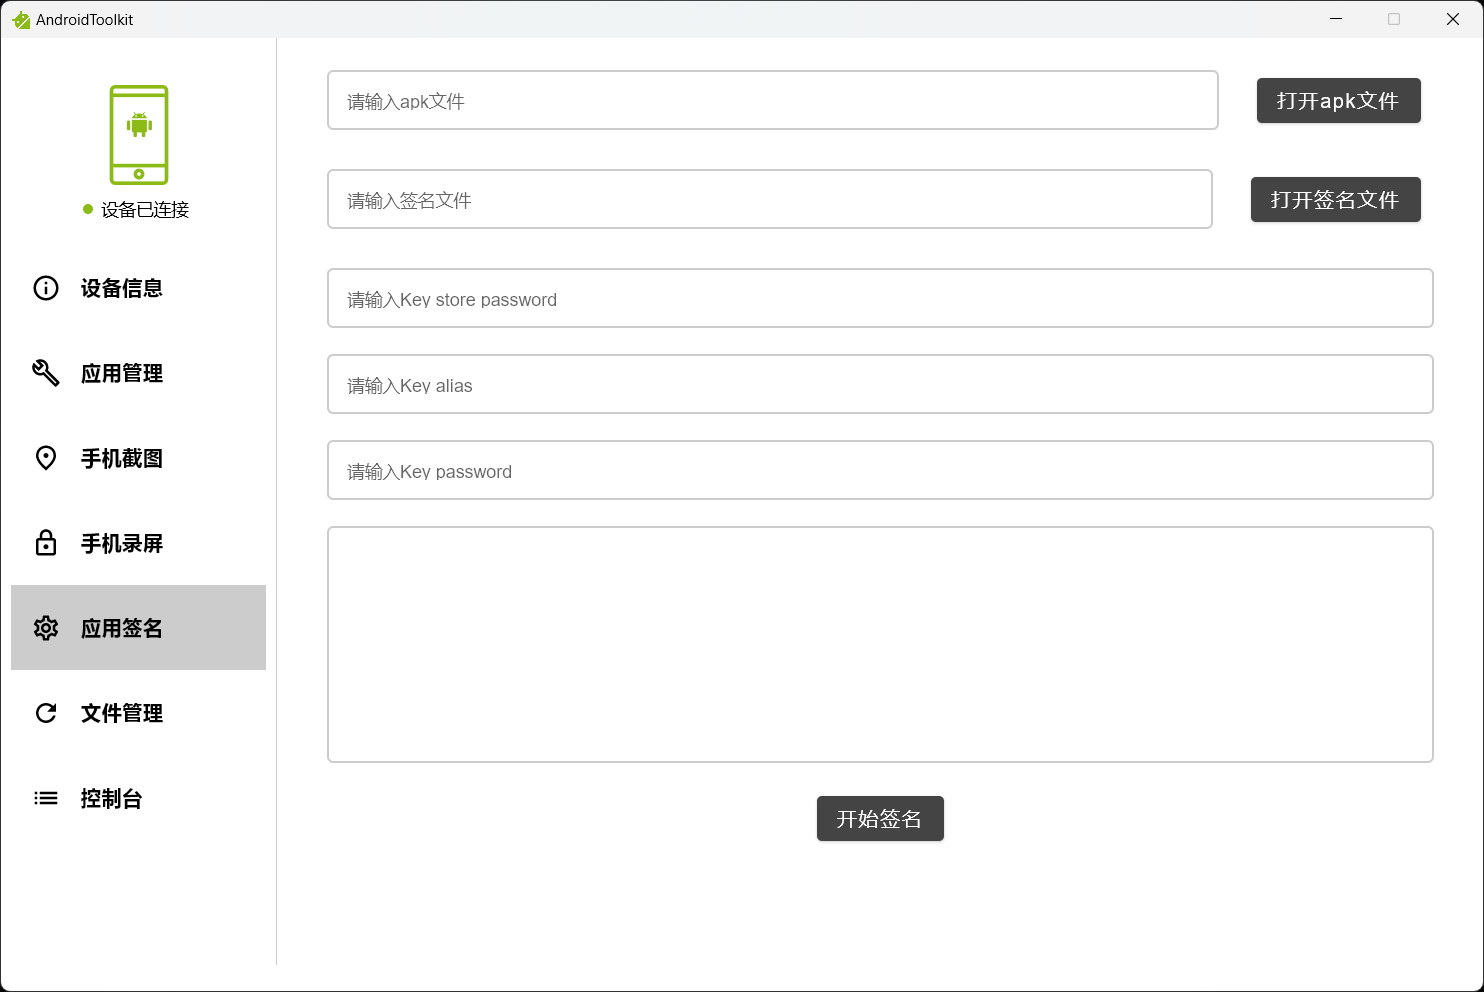 AndroidToolkit
设备已连接
设备信息
应用管理
手机截图
手机录屏
应用签名
文件管理
控制台
请输入apk文件
打开apk文件
请输入签名文件
打开签名文件
请输入Key store password
请输入Key alias
请输入Key password
开始签名